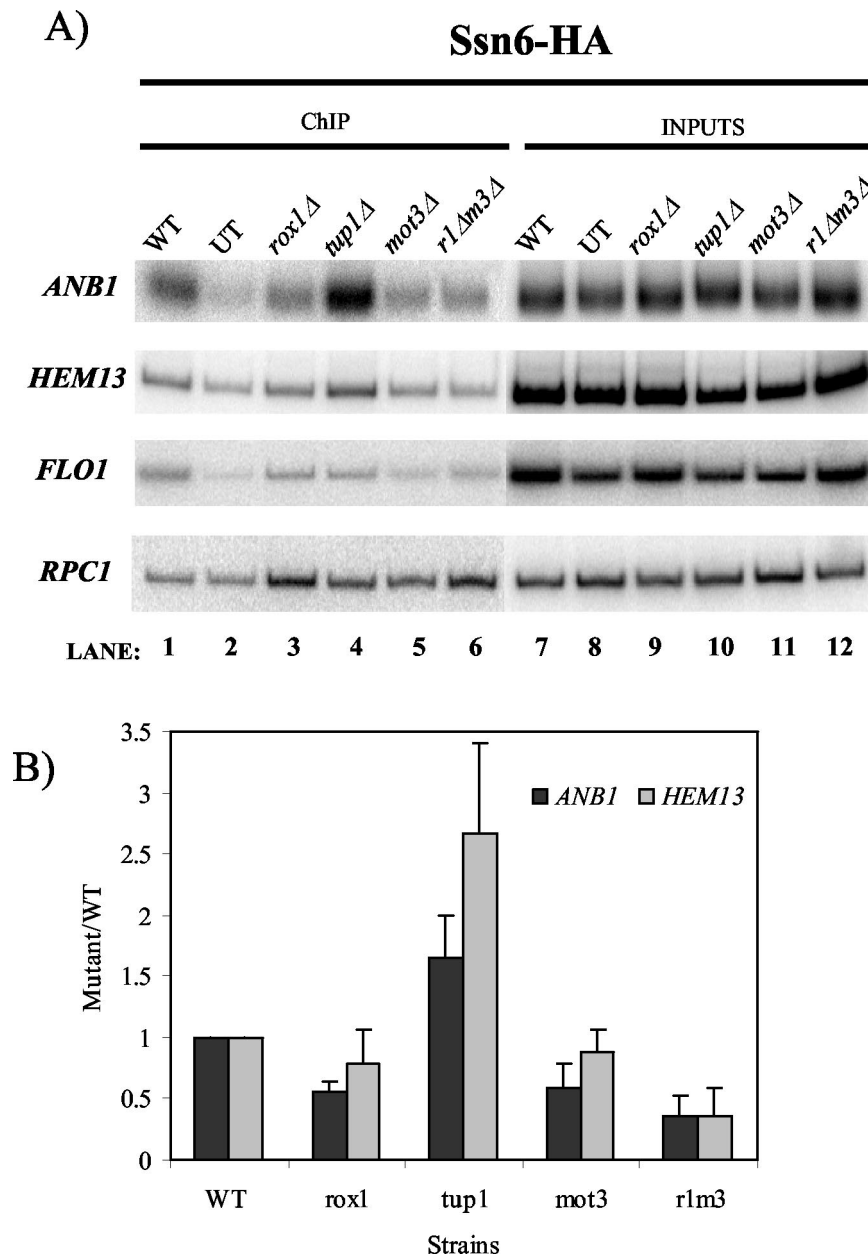 A)
Ssn6-HA
ChIP INPUTS
WT UT rox1Δ tup1Δ mot3Δ r1Δm3Δ WT UT rox1Δ tup1Δ mot3Δ r1Δm3Δ
ANB1
HEM13
FLO1
RPC1
LANE: 1 2 3 4 5 6 7 8 9 10 11 12
B)
3.5
3
2.5
2
1.5
1
0.5
0
Mutant/WT
ANB1 HEM13
WT rox1 tup1 mot3 r1m3
Strains